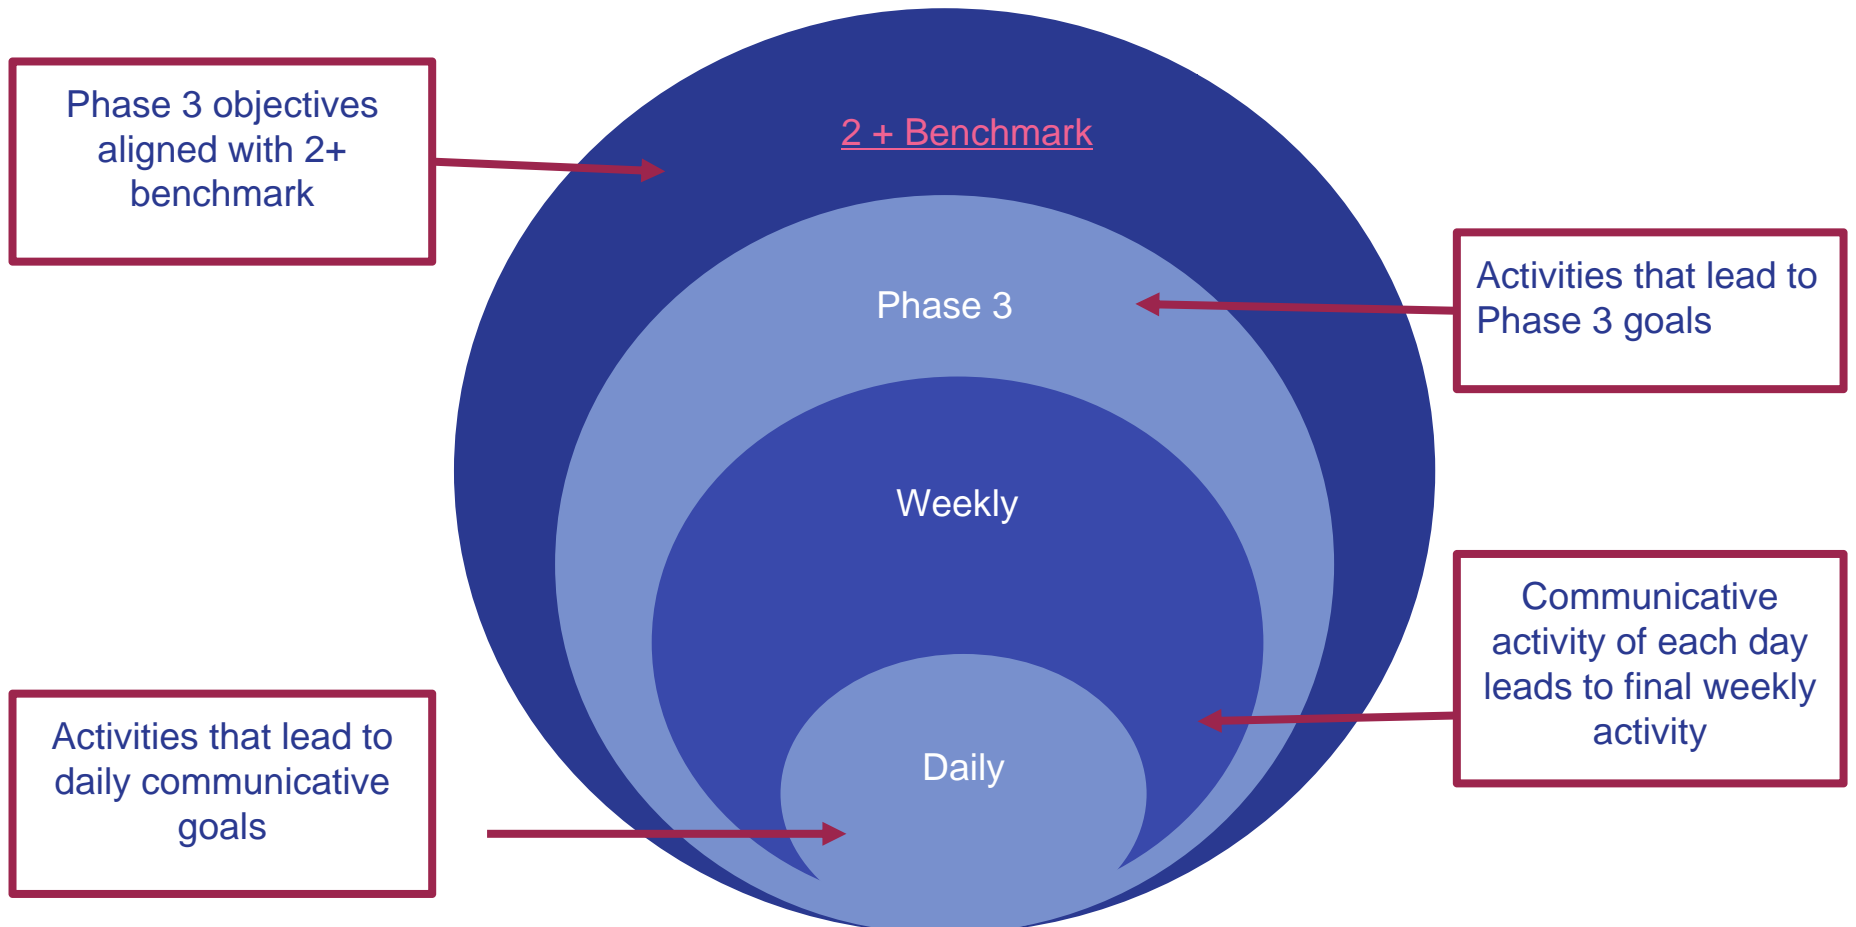 Phase 3 objectives
aligned with 2+
benchmark
2 + Benchmark
Activities that lead to
Phase 3 goals
Phase 3
Weekly
Communicative
activity of each day
leads to final weekly
activity
Activities that lead to
daily communicative
goals
Daily